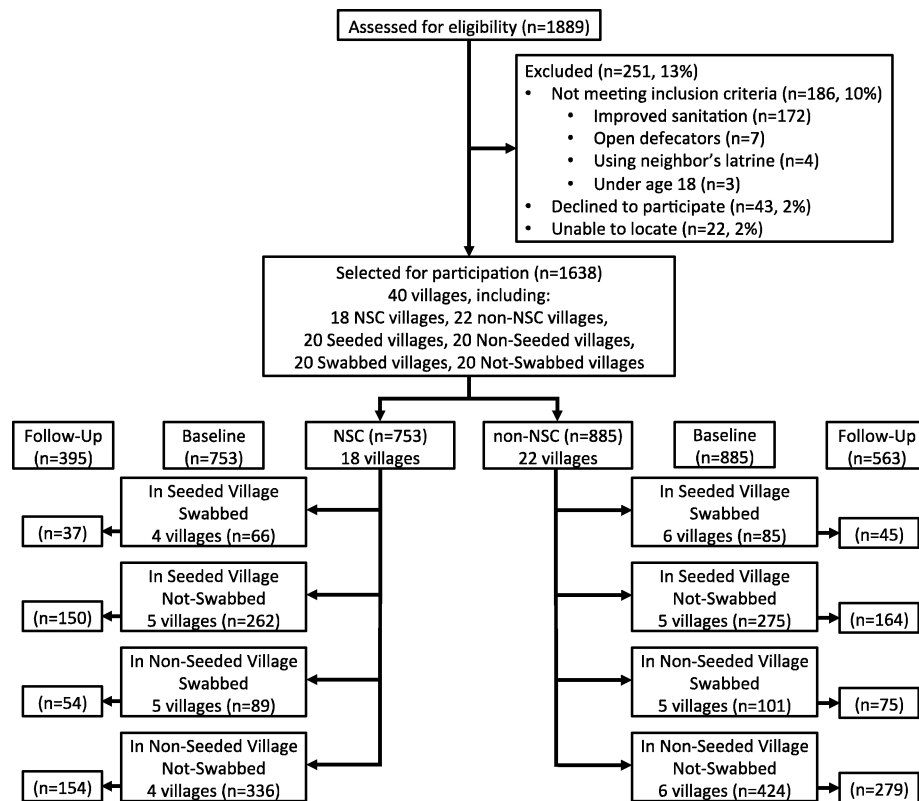 Assessed for eligibility (n=1889)
Excluded (n=251, 13%)
• Not meeting inclusion criteria (n=186, 10%)
• Improved sanitation (n=172)
• Open defecators (n=7)
• Using neighbor's latrine (n=4)
• Under age 18 (n=3)
• Declined to participate (n=43, 2%)
• Unable to locate (n=22, 2%)
Selected for participation (n=1638)
40 villages, including:
18 NSC villages, 22 non-NSC villages,
20 Seeded villages, 20 Non-Seeded villages,
20 Swabbed villages, 20 Not-Swabbed villages
Follow-Up
(n=395)
Baseline
(n=753)
NSC (n=753)
18 villages
non-NSC (n=885)
22 villages
Baseline
(n=885)
Follow-Up
(n=563)
In Seeded Village
Swabbed
4 villages (n=66)
(n=37)
In Seeded Village
Swabbed
6 villages (n=85)
(n=45)
In Seeded Village
Not-Swabbed
5 villages (n=262)
(n=150)
In Seeded Village
Not-Swabbed
5 villages (n=275)
(n=164)
In Non-Seeded Village
Swabbed
5 villages (n=89)
(n=54)
In Non-Seeded Village
Swabbed
5 villages (n=101)
(n=75)
In Non-Seeded Village
Not-Swabbed
4 villages (n=336)
(n=154)
In Non-Seeded Village
Not-Swabbed
6 villages (n=424)
(n=279)